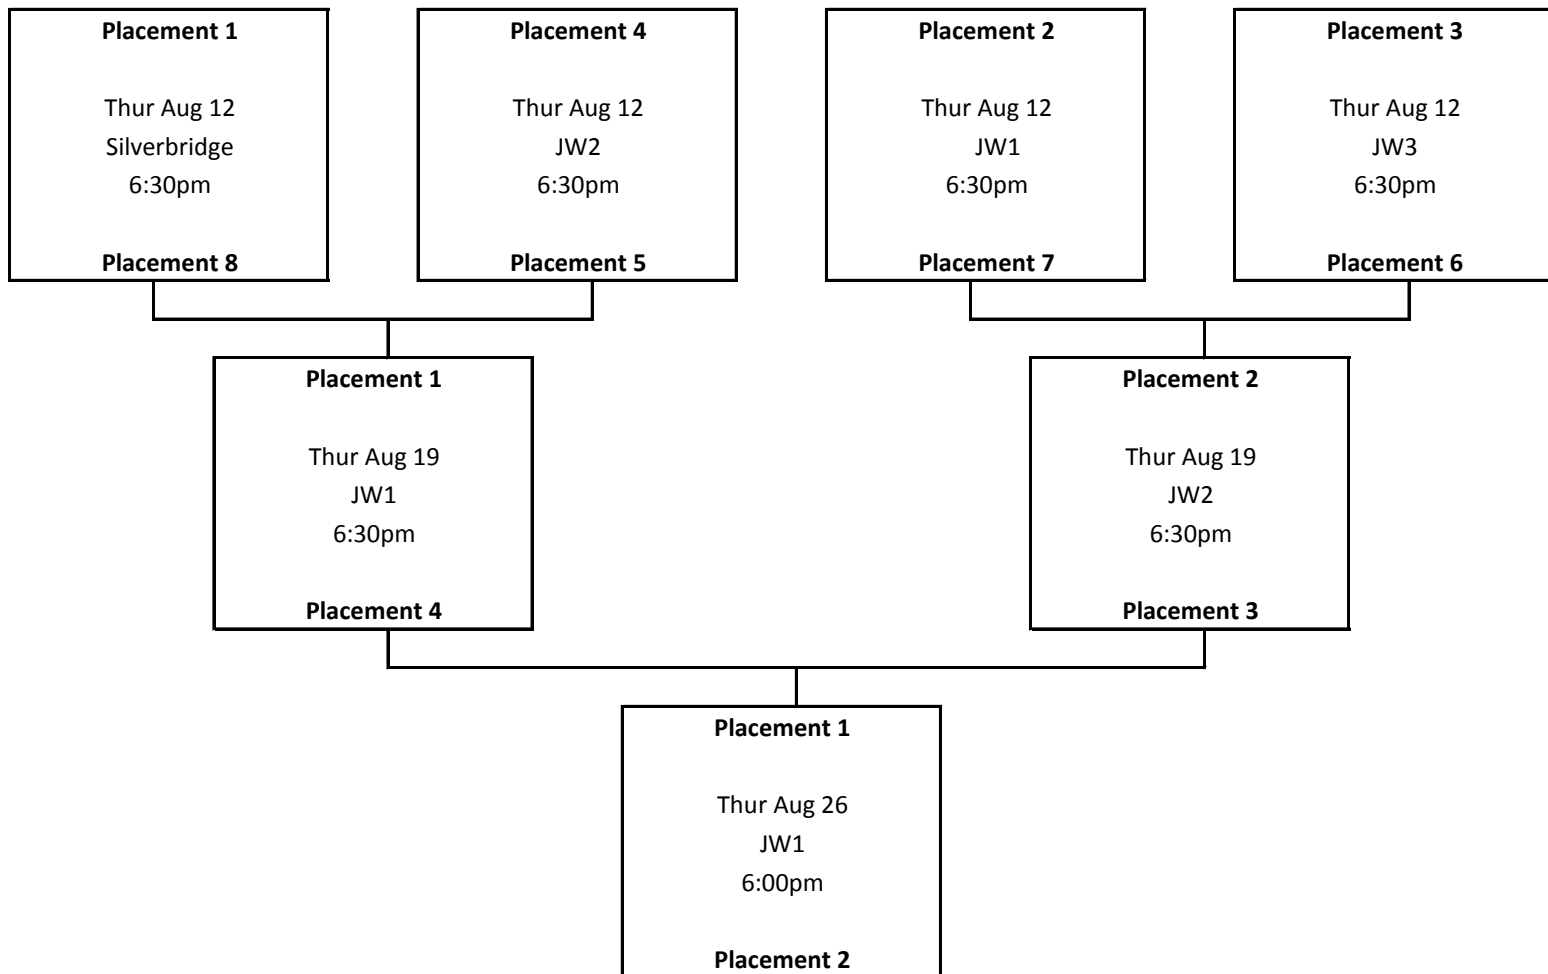 Placement 1
Thur Aug 12
Silverbridge
6:30pm
Placement 8
Placement 4
Thur Aug 12
JW2
6:30pm
Placement 5
Placement 2
Thur Aug 12
JW1
6:30pm
Placement 7
Placement 3
Thur Aug 12
JW3
6:30pm
Placement 6
Placement 1
Thur Aug 19
JW1
6:30pm
Placement 4
Placement 2
Thur Aug 19
JW2
6:30pm
Placement 3
Placement 1
Thur Aug 26
JW1
6:00pm
Placement 2